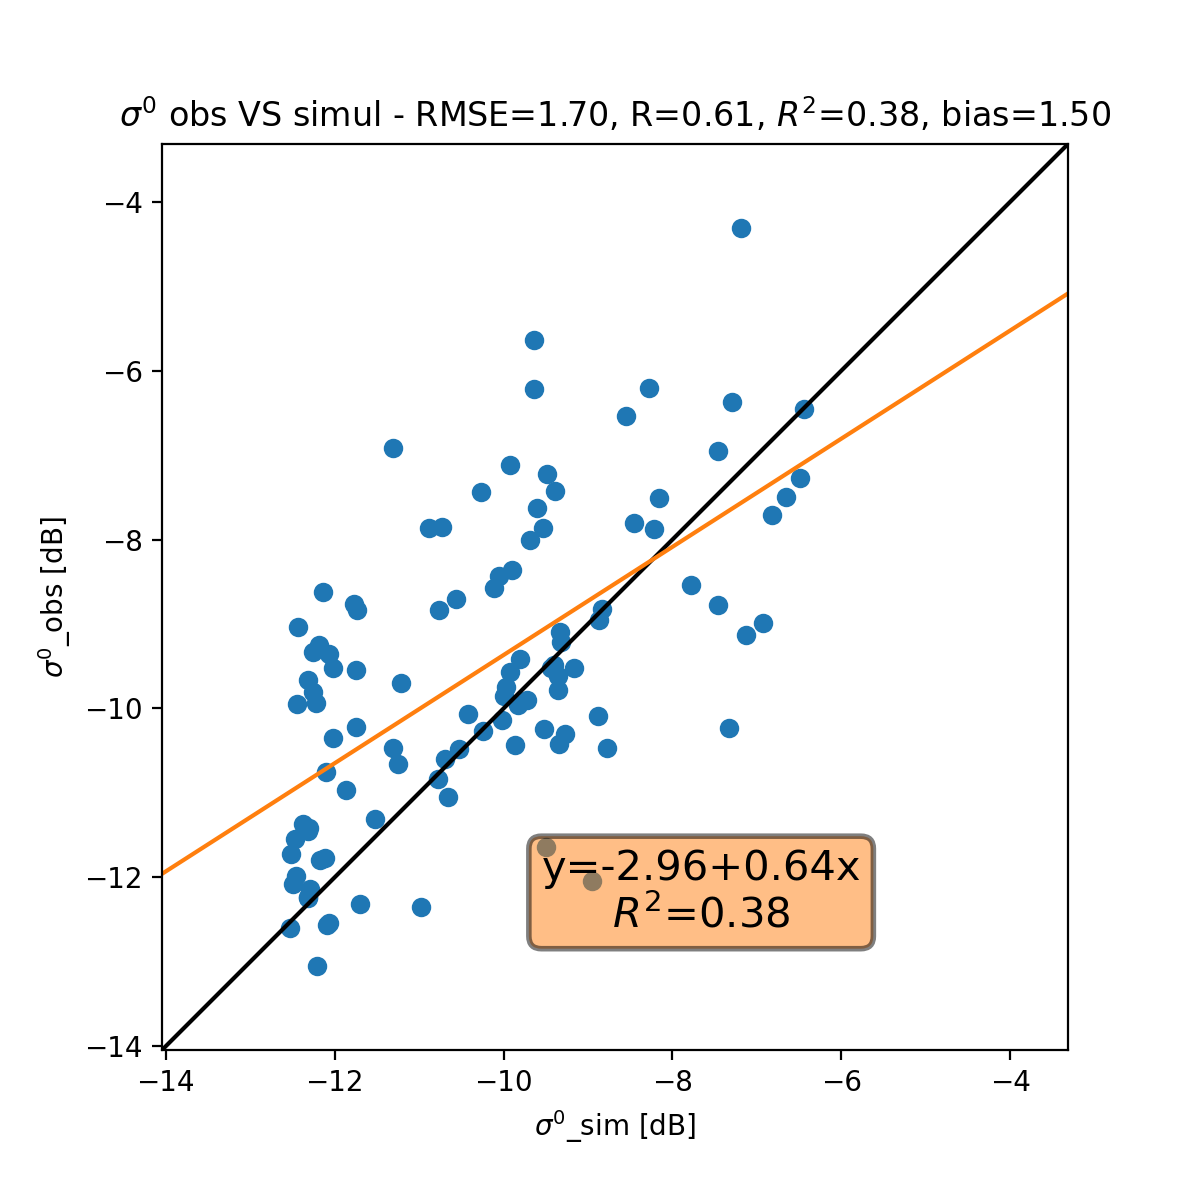 σ⁰ obs VS simul - RMSE=1.70, R=0.61, R²=0.38, bias=1.50
−4
−6
−8
−10
−12
−14
σ⁰_obs [dB]
y=-2.96+0.64x
R²=0.38
−14 −12 −10 −8 −6 −4
σ⁰_sim [dB]